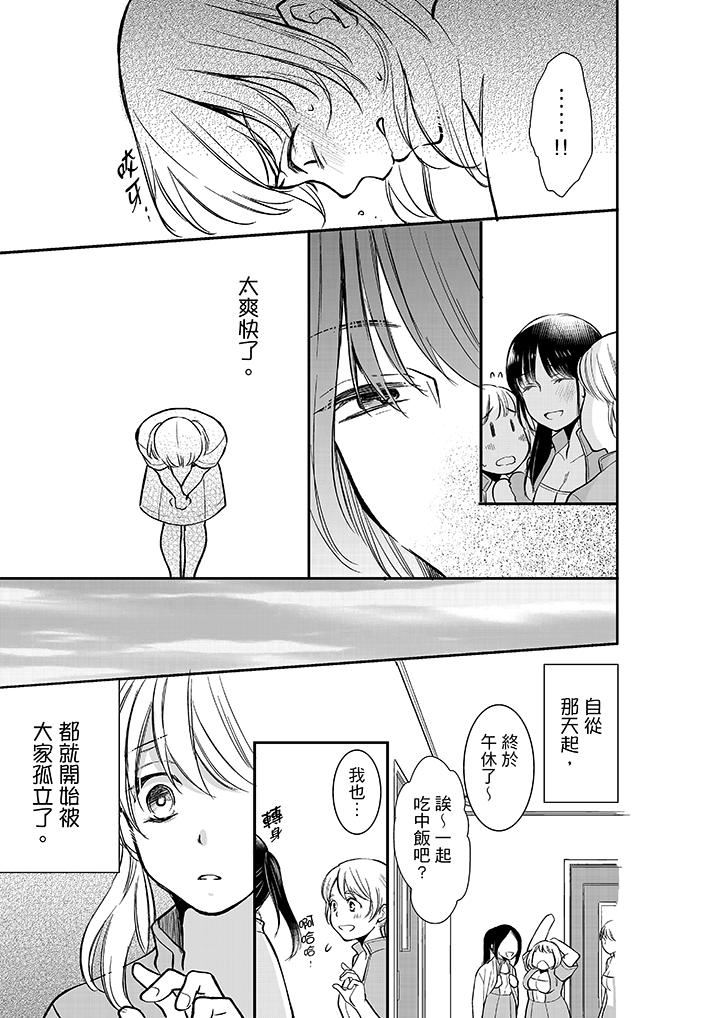 ……!!
咬牙…
太爽快了。
自從
那天起，
終於
午休了～
誒～一起
吃中飯吧？
我也…
轉身
啊哈哈…
都就開始被
大家孤立了。